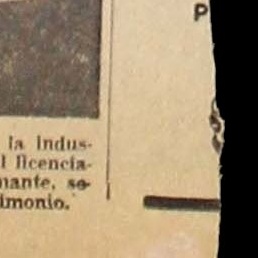 P
la indus-
l licencia-
mante, se-
imonio.